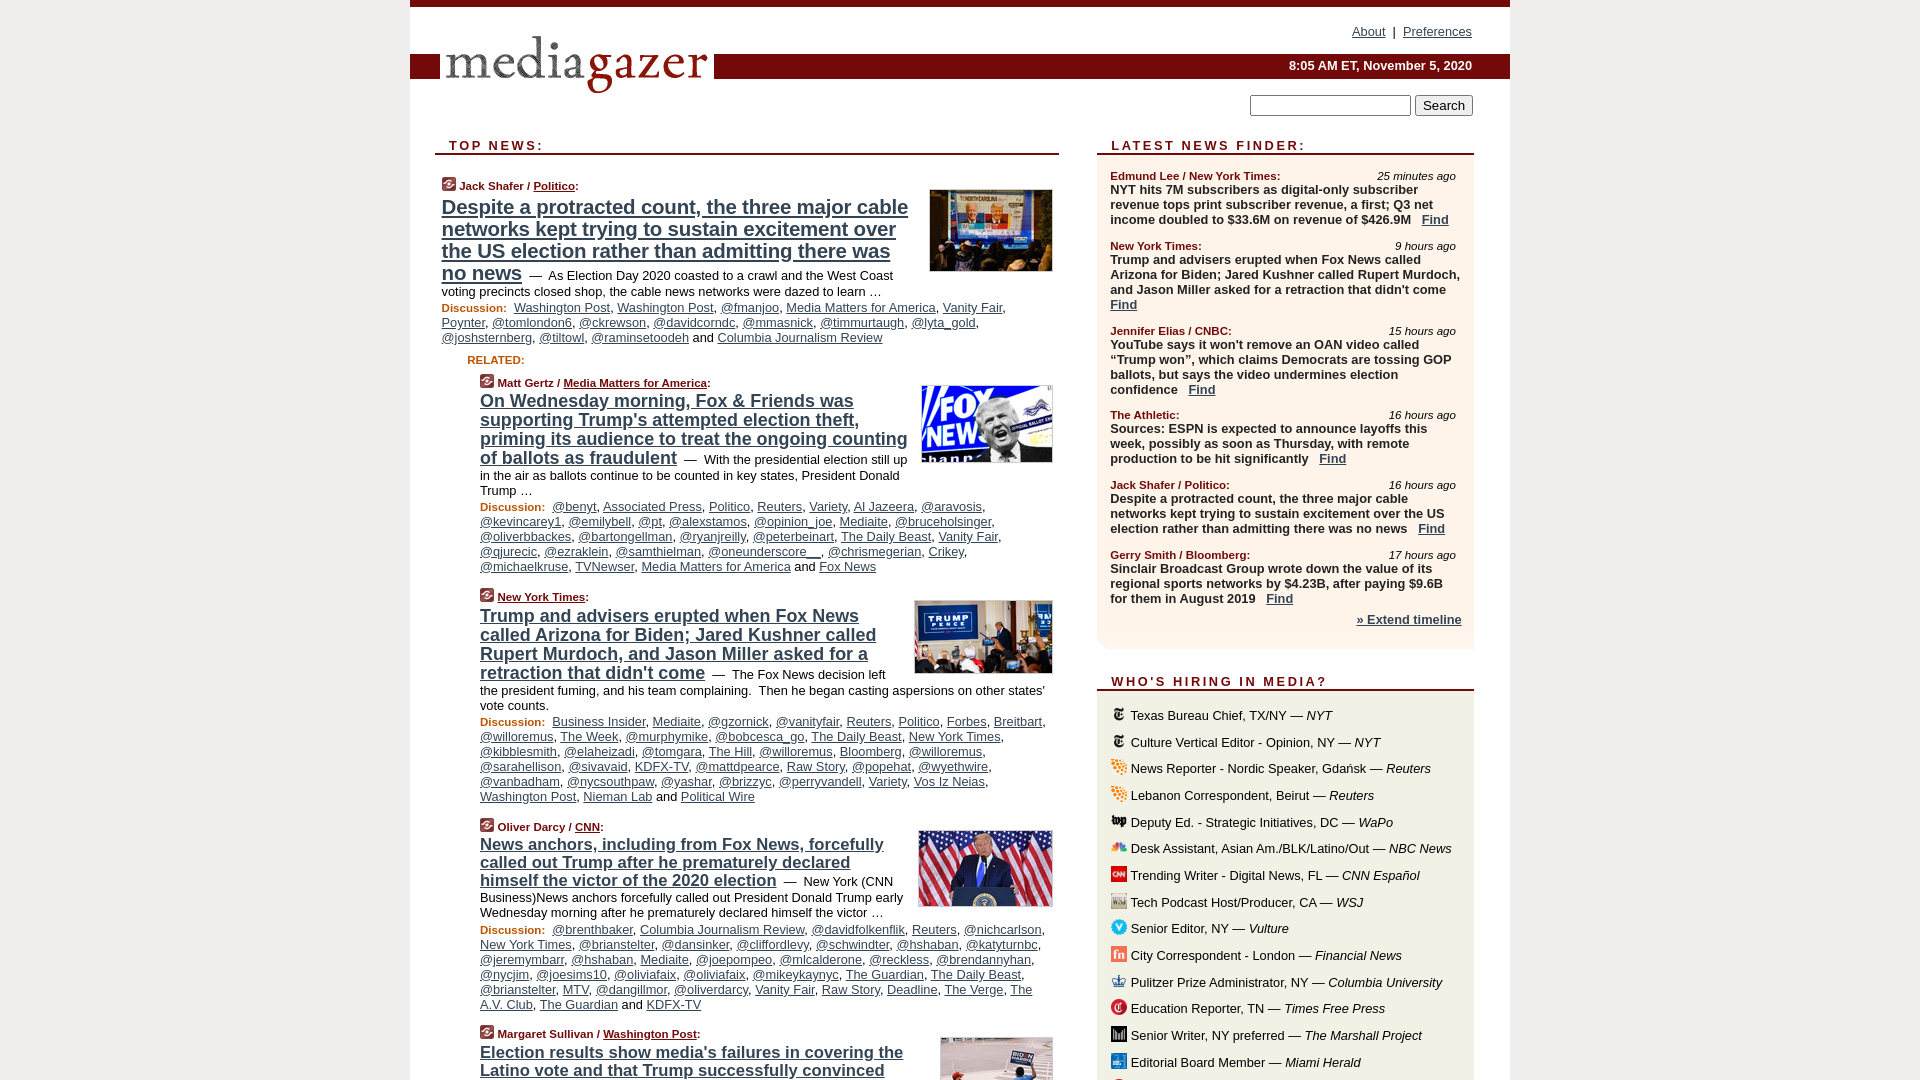 About | Preferences
mediagazer
8:05 AM ET, November 5, 2020
Search
TOP NEWS:
Jack Shafer / Politico:
Despite a protracted count, the three major cable
networks kept trying to sustain excitement over
the US election rather than admitting there was
no news — As Election Day 2020 coasted to a crawl and the West Coast
voting precincts closed shop, the cable news networks were dazed to learn …
Discussion: Washington Post, Washington Post, @fmanjoo, Media Matters for America, Vanity Fair,
Poynter, @tomlondon6, @ckrewson, @davidcorndc, @mmasnick, @timmurtaugh, @lyta_gold,
@joshsternberg, @tiltowl, @raminsetoodeh and Columbia Journalism Review
RELATED:
Matt Gertz / Media Matters for America:
On Wednesday morning, Fox & Friends was
supporting Trump's attempted election theft,
priming its audience to treat the ongoing counting
of ballots as fraudulent — With the presidential election still up
in the air as ballots continue to be counted in key states, President Donald
Trump …
Discussion: @benyt, Associated Press, Politico, Reuters, Variety, Al Jazeera, @aravosis,
@kevincarey1, @emilybell, @pt, @alexstamos, @opinion_joe, Mediaite, @bruceholsinger,
@oliverbbackes, @bartongellman, @ryanjreilly, @peterbeinart, The Daily Beast, Vanity Fair,
@qjurecic, @ezraklein, @samthielman, @oneunderscore__, @chrismegerian, Crikey,
@michaelkruse, TVNewser, Media Matters for America and Fox News
New York Times:
Trump and advisers erupted when Fox News
called Arizona for Biden; Jared Kushner called
Rupert Murdoch, and Jason Miller asked for a
retraction that didn't come — The Fox News decision left
the president fuming, and his team complaining. Then he began casting aspersions on other states'
vote counts.
Discussion: Business Insider, Mediaite, @gzornick, @vanityfair, Reuters, Politico, Forbes, Breitbart,
@willoremus, The Week, @murphymike, @bobcesca_go, The Daily Beast, New York Times,
@kibblesmith, @elaheizadi, @tomgara, The Hill, @willoremus, Bloomberg, @willoremus,
@sarahellison, @sivavaid, KDFX-TV, @mattdpearce, Raw Story, @popehat, @wyethwire,
@vanbadham, @nycsouthpaw, @yashar, @brizzyc, @perryvandell, Variety, Vos Iz Neias,
Washington Post, Nieman Lab and Political Wire
Oliver Darcy / CNN:
News anchors, including from Fox News, forcefully
called out Trump after he prematurely declared
himself the victor of the 2020 election — New York (CNN
Business)News anchors forcefully called out President Donald Trump early
Wednesday morning after he prematurely declared himself the victor …
Discussion: @brenthbaker, Columbia Journalism Review, @davidfolkenflik, Reuters, @nichcarlson,
New York Times, @brianstelter, @dansinker, @cliffordlevy, @schwindter, @hshaban, @katyturnbc,
@jeremymbarr, @hshaban, Mediaite, @joepompeo, @mlcalderone, @reckless, @brendannyhan,
@nycjim, @joesims10, @oliviafaix, @oliviafaix, @mikeykaynyc, The Guardian, The Daily Beast,
@brianstelter, MTV, @dangillmor, @oliverdarcy, Vanity Fair, Raw Story, Deadline, The Verge, The
A.V. Club, The Guardian and KDFX-TV
Margaret Sullivan / Washington Post:
Election results show media's failures in covering the
Latino vote and that Trump successfully convinced
NORTH CAROLINA
FOX
NEWS
chann
OFFICIAL BALLOT
TRUMP
PENCE
BIDEN
HARRIS
LATEST NEWS FINDER:
Edmund Lee / New York Times: 25 minutes ago
NYT hits 7M subscribers as digital-only subscriber
revenue tops print subscriber revenue, a first; Q3 net
income doubled to $33.6M on revenue of $426.9M Find
New York Times: 9 hours ago
Trump and advisers erupted when Fox News called
Arizona for Biden; Jared Kushner called Rupert Murdoch,
and Jason Miller asked for a retraction that didn't come
Find
Jennifer Elias / CNBC: 15 hours ago
YouTube says it won't remove an OAN video called
“Trump won”, which claims Democrats are tossing GOP
ballots, but says the video undermines election
confidence Find
The Athletic: 16 hours ago
Sources: ESPN is expected to announce layoffs this
week, possibly as soon as Thursday, with remote
production to be hit significantly Find
Jack Shafer / Politico: 16 hours ago
Despite a protracted count, the three major cable
networks kept trying to sustain excitement over the US
election rather than admitting there was no news Find
Gerry Smith / Bloomberg: 17 hours ago
Sinclair Broadcast Group wrote down the value of its
regional sports networks by $4.23B, after paying $9.6B
for them in August 2019 Find
» Extend timeline
WHO'S HIRING IN MEDIA?
Texas Bureau Chief, TX/NY — NYT
Culture Vertical Editor - Opinion, NY — NYT
News Reporter - Nordic Speaker, Gdańsk — Reuters
Lebanon Correspondent, Beirut — Reuters
Deputy Ed. - Strategic Initiatives, DC — WaPo
Desk Assistant, Asian Am./BLK/Latino/Out — NBC News
Trending Writer - Digital News, FL — CNN Español
Tech Podcast Host/Producer, CA — WSJ
Senior Editor, NY — Vulture
City Correspondent - London — Financial News
Pulitzer Prize Administrator, NY — Columbia University
Education Reporter, TN — Times Free Press
Senior Writer, NY preferred — The Marshall Project
Editorial Board Member — Miami Herald